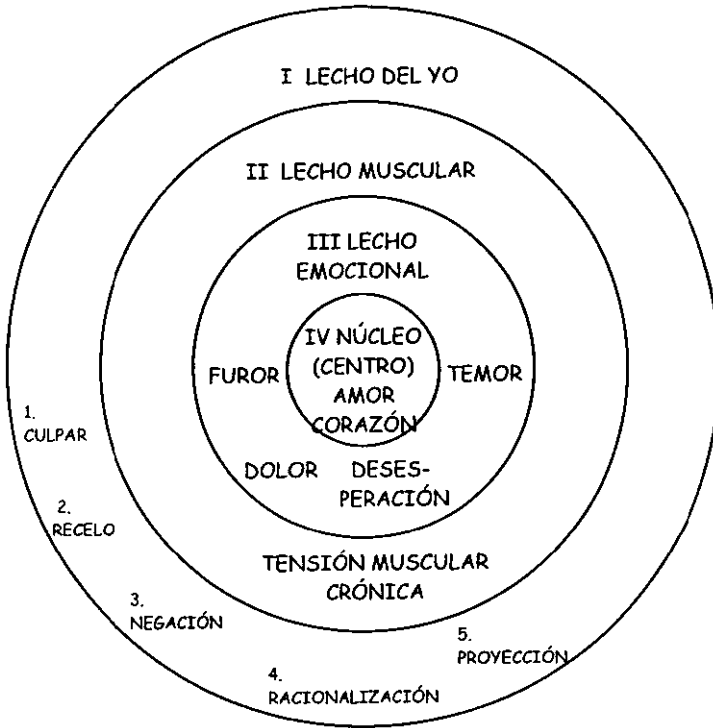 I LECHO DEL YO
II LECHO MUSCULAR
III LECHO
EMOCIONAL
IV NÚCLEO
(CENTRO)
AMOR
CORAZÓN
FUROR
TEMOR
DOLOR
DESES-
PERACIÓN
TENSIÓN MUSCULAR
CRÓNICA
1.
CULPAR
2.
RECELO
3.
NEGACIÓN
4.
RACIONALIZACIÓN
5.
PROYECCIÓN